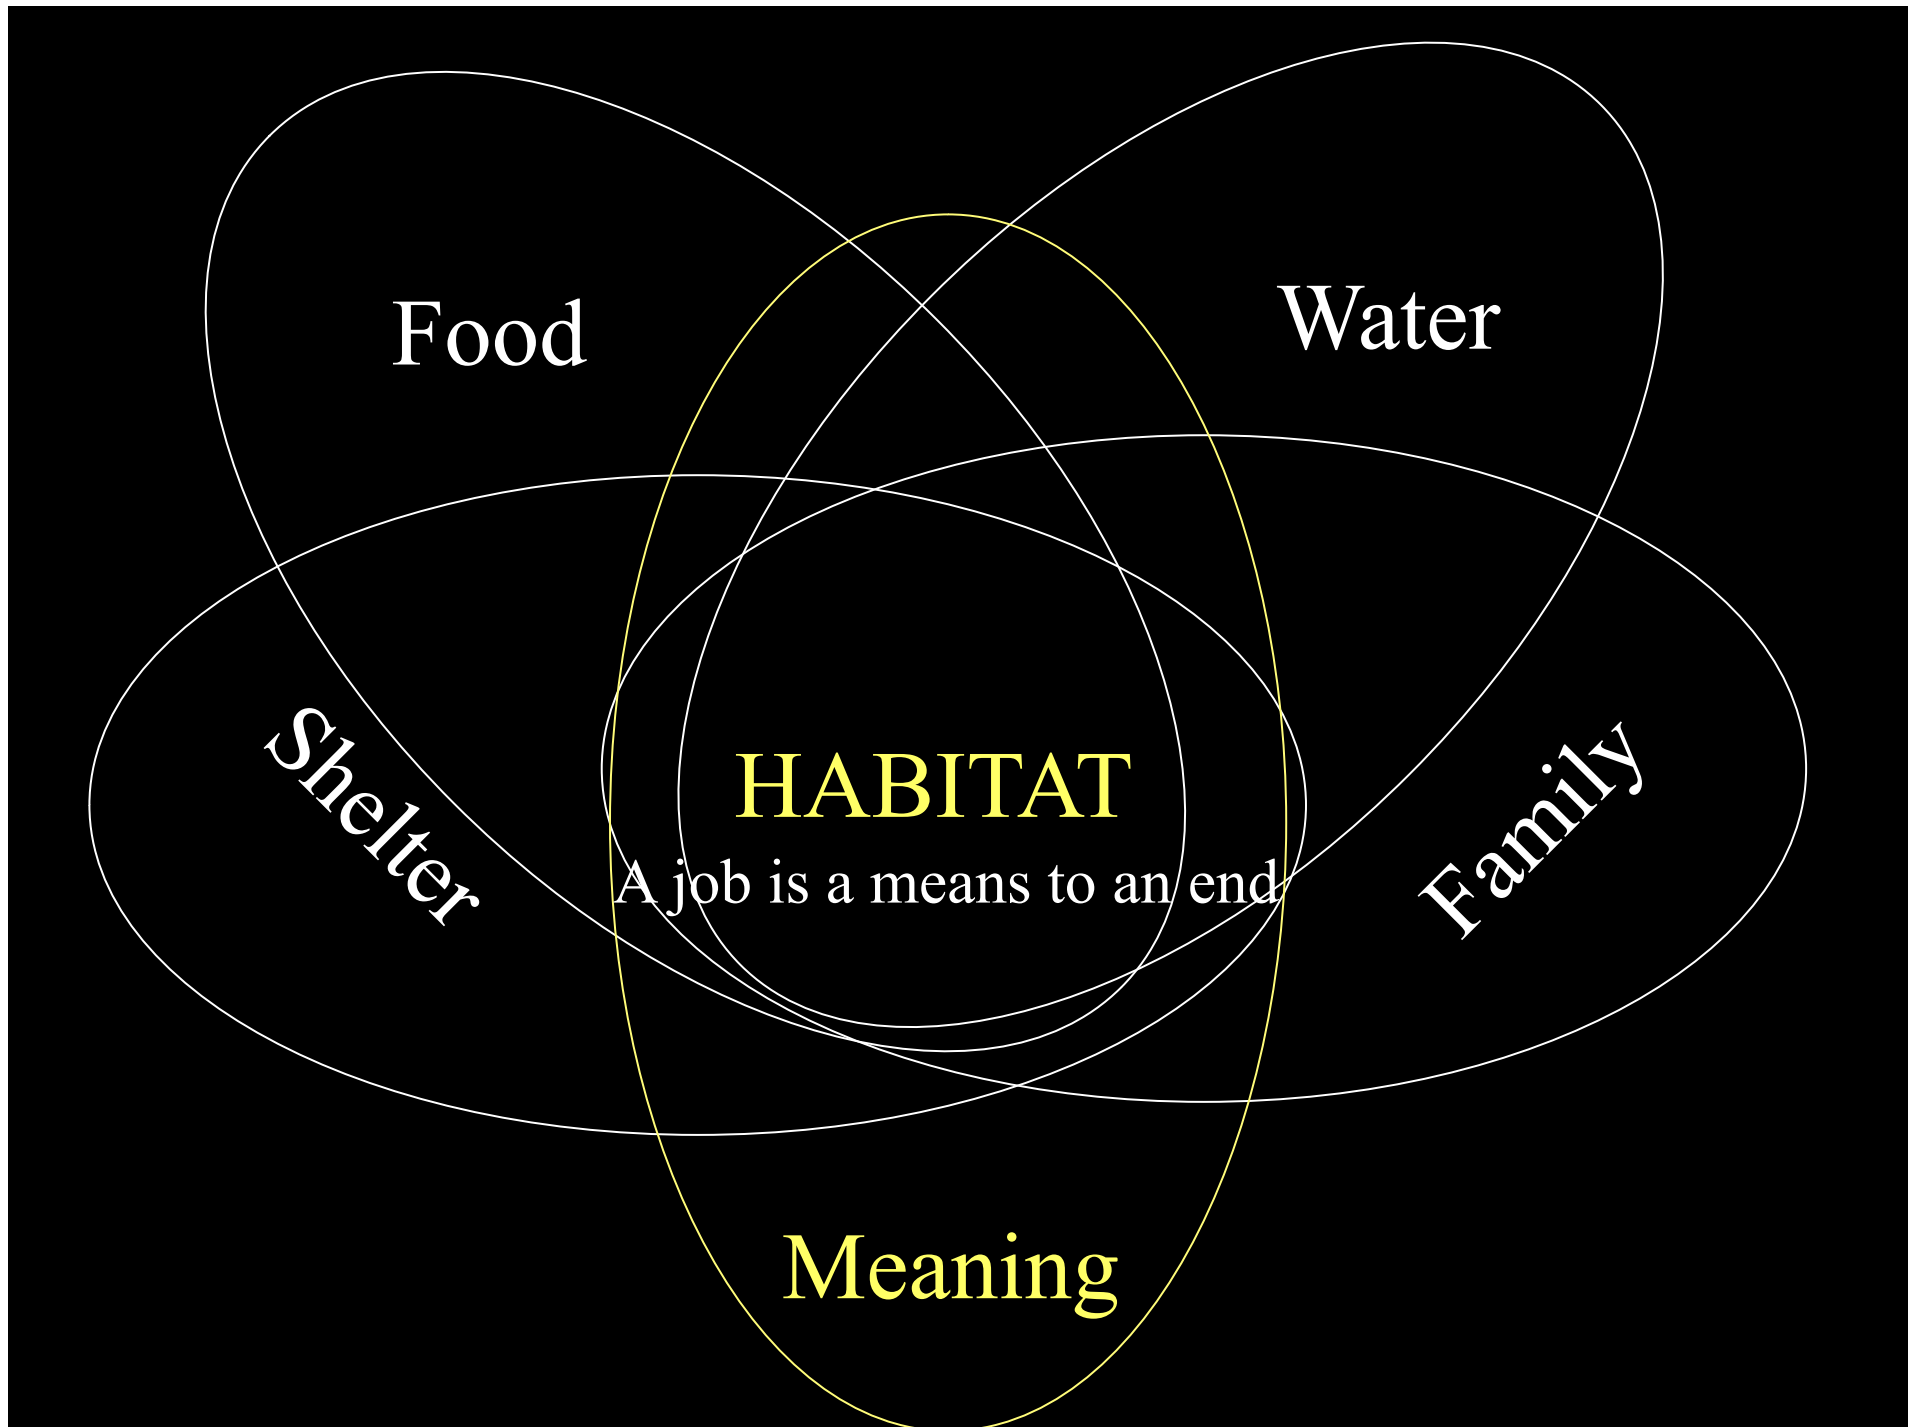 Food
Water
Shelter
HABITAT
A job is a means to an end
Family
Meaning